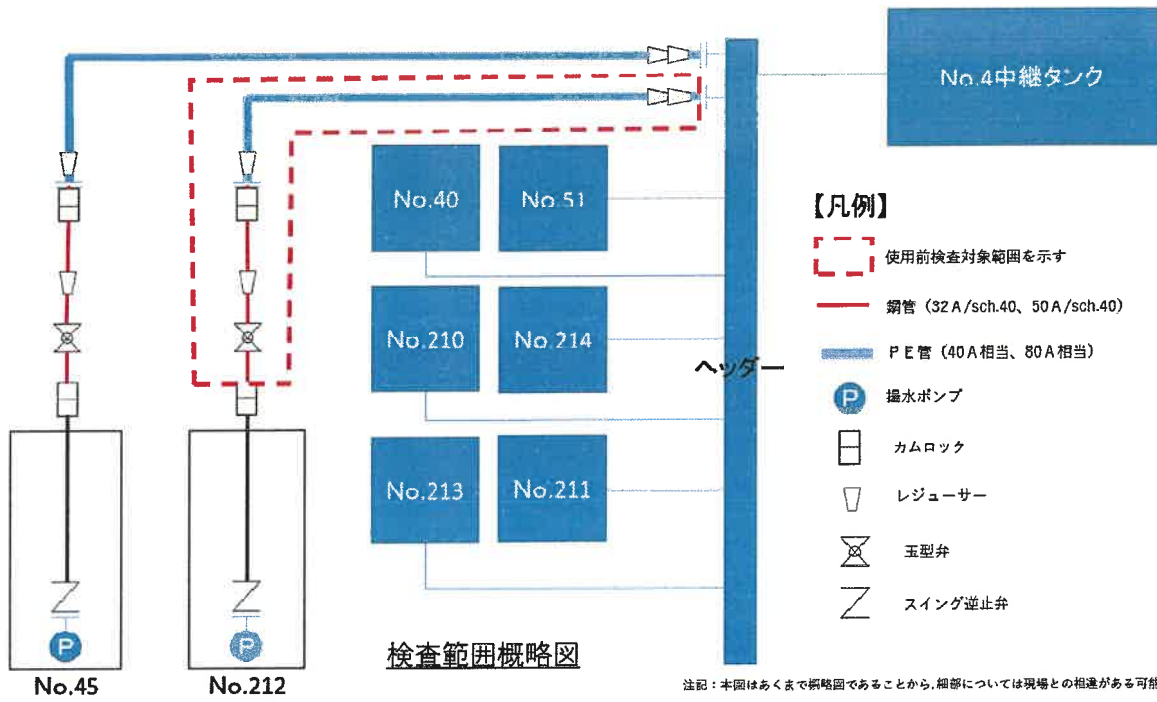 No.4中継タンク
No.40
No.51
【凡例】
使用前検査対象範囲を示す
鋼管（32A/sch.40、50A/sch.40）
No.210
No.214
ヘッダー
PE管（40A相当、80A相当）
P
揚水ポンプ
カムロック
No.213
No.211
レジューサー
玉型弁
スイング逆止弁
P
P
検査範囲概略図
No.45
No.212
注記：本図はあくまで概略図であることから、細部については現場との相違がある可能